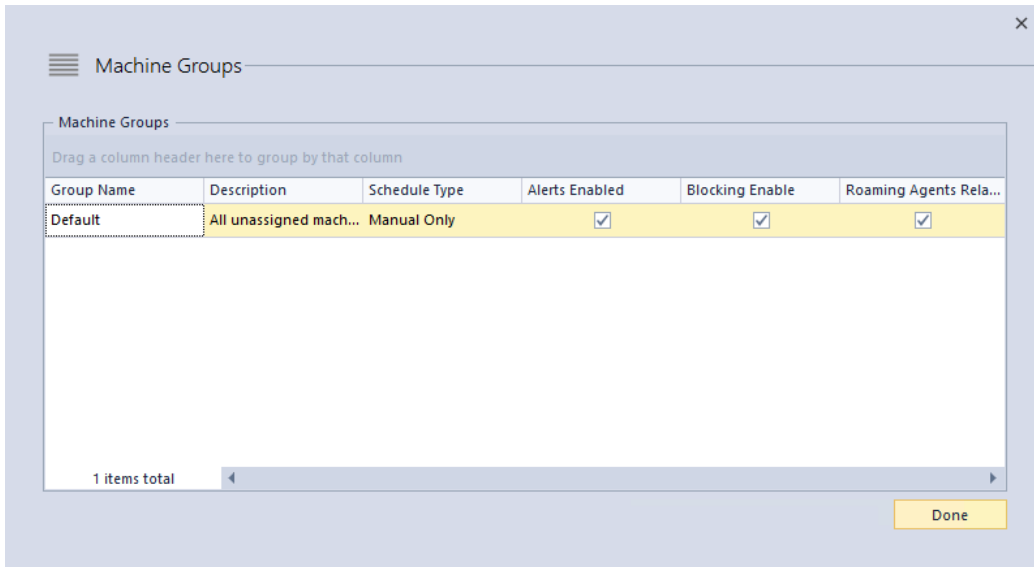 Machine Groups
Machine Groups
Drag a column header here to group by that column
Group Name Description Schedule Type Alerts Enabled Blocking Enable Roaming Agents Rela...
Default All unassigned mach... Manual Only
1 items total
Done